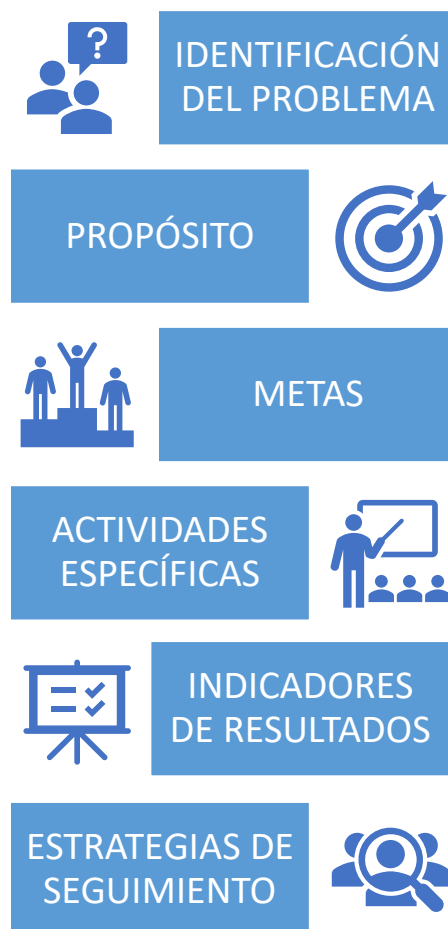 ?
IDENTIFICACIÓN
DEL PROBLEMA
PROPÓSITO
METAS
ACTIVIDADES
ESPECÍFICAS
INDICADORES
DE RESULTADOS
ESTRATEGIAS DE
SEGUIMIENTO